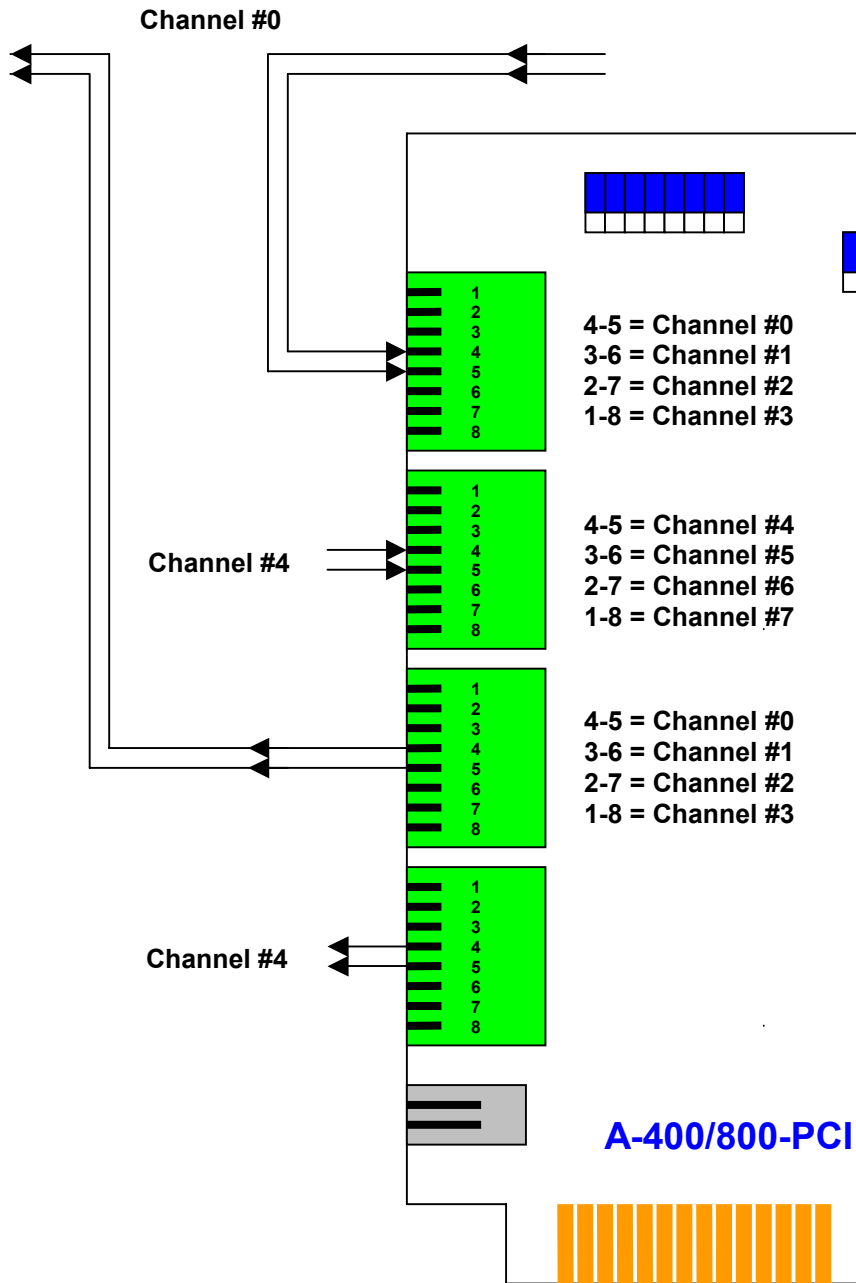 Channel #0
1
2
3
4
5
6
7
8
4-5 = Channel #0
3-6 = Channel #1
2-7 = Channel #2
1-8 = Channel #3
1
2
3
4
5
6
7
8
Channel #4
4-5 = Channel #4
3-6 = Channel #5
2-7 = Channel #6
1-8 = Channel #7
1
2
3
4
5
6
7
8
4-5 = Channel #0
3-6 = Channel #1
2-7 = Channel #2
1-8 = Channel #3
1
2
3
4
5
6
7
8
Channel #4
A-400/800-PCI